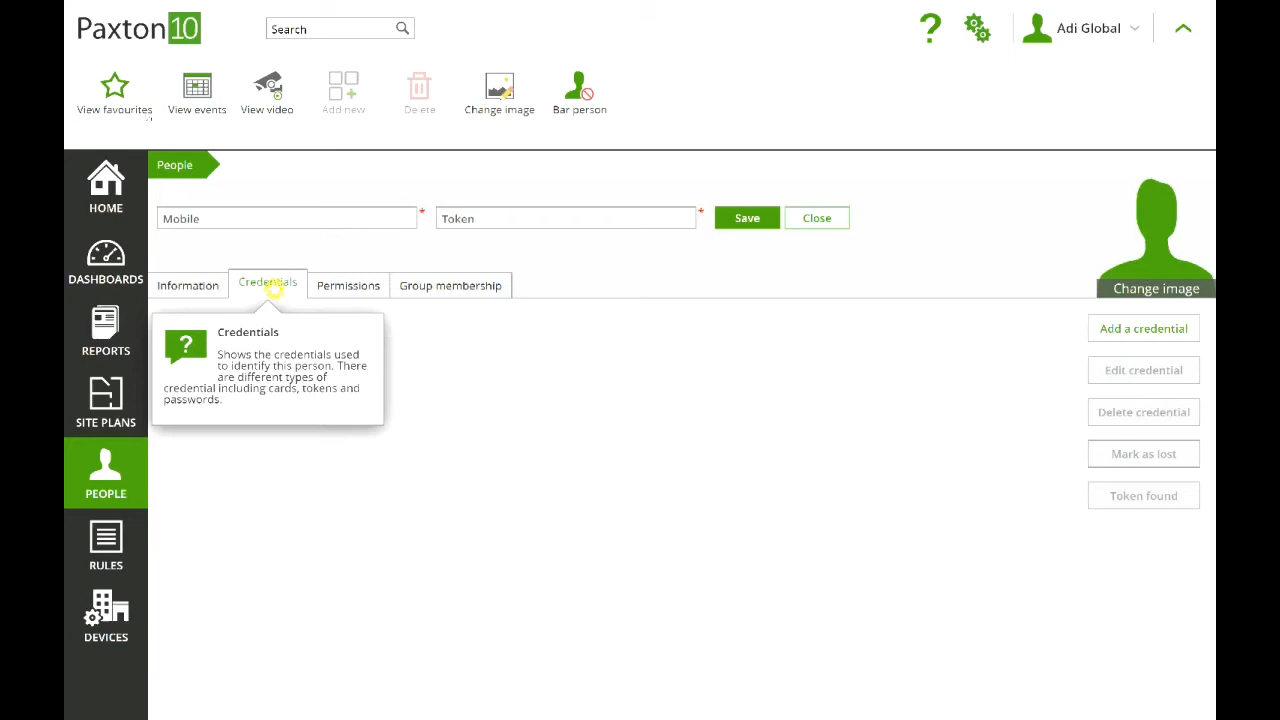 Paxton 10
Search
?
Adi Global
View favourites
View events
View video
Add new
Delete
Change image
Bar person
HOME
DASHBOARDS
REPORTS
SITE PLANS
PEOPLE
RULES
DEVICES
People
Mobile *
Token *
Save
Close
Change image
Information
Credentials
Permissions
Group membership
?
Credentials
Shows the credentials used
to identify this person. There
are different types of
credential including cards, tokens and
passwords.
Add a credential
Edit credential
Delete credential
Mark as lost
Token found